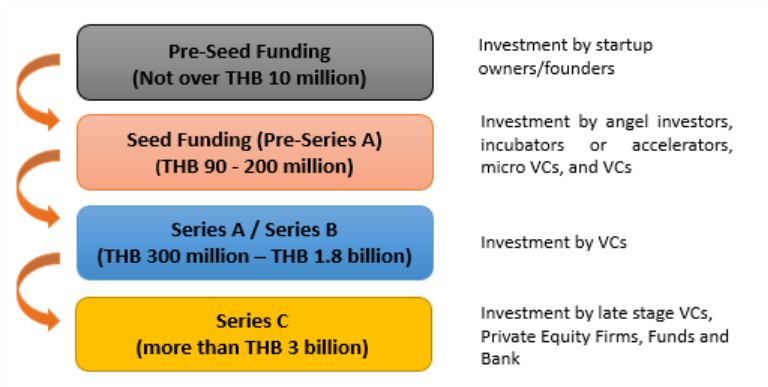 Pre-Seed Funding
(Not over THB 10 million)
Investment by startup
owners/founders
Seed Funding (Pre-Series A)
(THB 90 - 200 million)
Investment by angel investors,
incubators or accelerators,
micro VCs, and VCs
Series A / Series B
(THB 300 million – THB 1.8 billion)
Investment by VCs
Series C
(more than THB 3 billion)
Investment by late stage VCs,
Private Equity Firms, Funds and
Bank